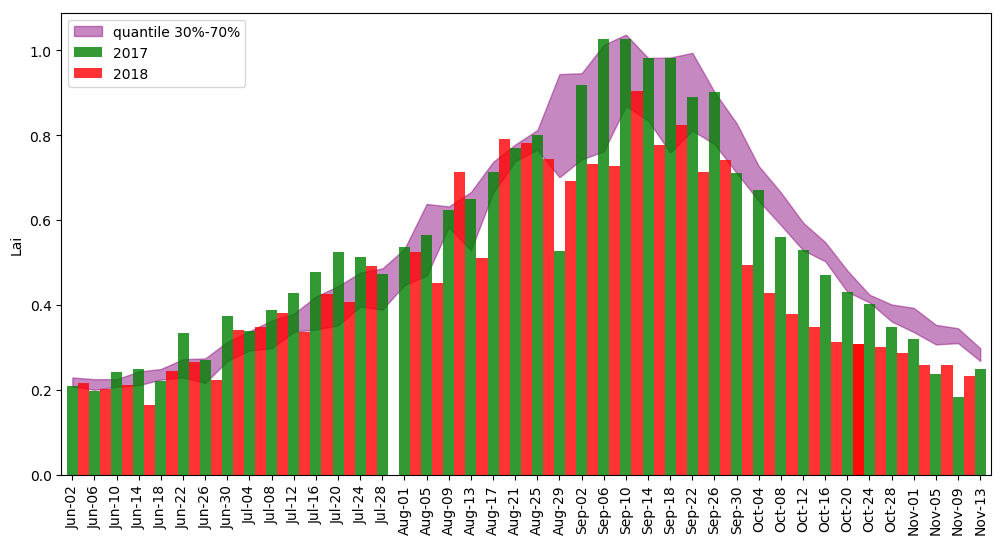 quantile 30%-70%
2017
2018
Lai
1.0
0.8
0.6
0.4
0.2
0.0
Jun-02
Jun-06
Jun-10
Jun-14
Jun-18
Jun-22
Jun-26
Jun-30
Jul-04
Jul-08
Jul-12
Jul-16
Jul-20
Jul-24
Jul-28
Aug-01
Aug-05
Aug-09
Aug-13
Aug-17
Aug-21
Aug-25
Aug-29
Sep-02
Sep-06
Sep-10
Sep-14
Sep-18
Sep-22
Sep-26
Sep-30
Oct-04
Oct-08
Oct-12
Oct-16
Oct-20
Oct-24
Oct-28
Nov-01
Nov-05
Nov-09
Nov-13